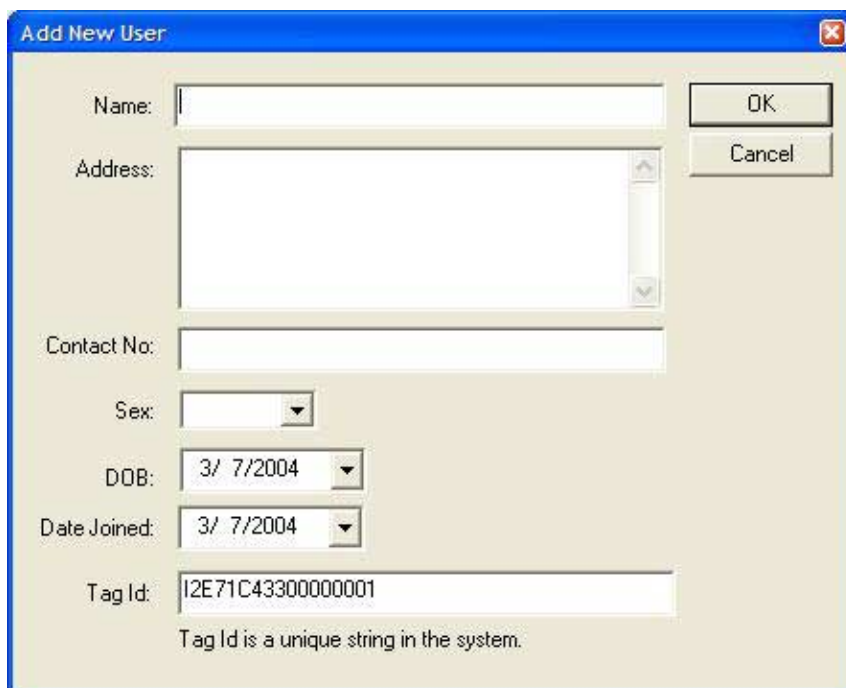 Add New User
Name:
OK
Cancel
Address:
Contact No:
Sex:
DOB: 3/ 7/2004
Date Joined: 3/ 7/2004
Tag Id: I2E71C43300000001
Tag Id is a unique string in the system.